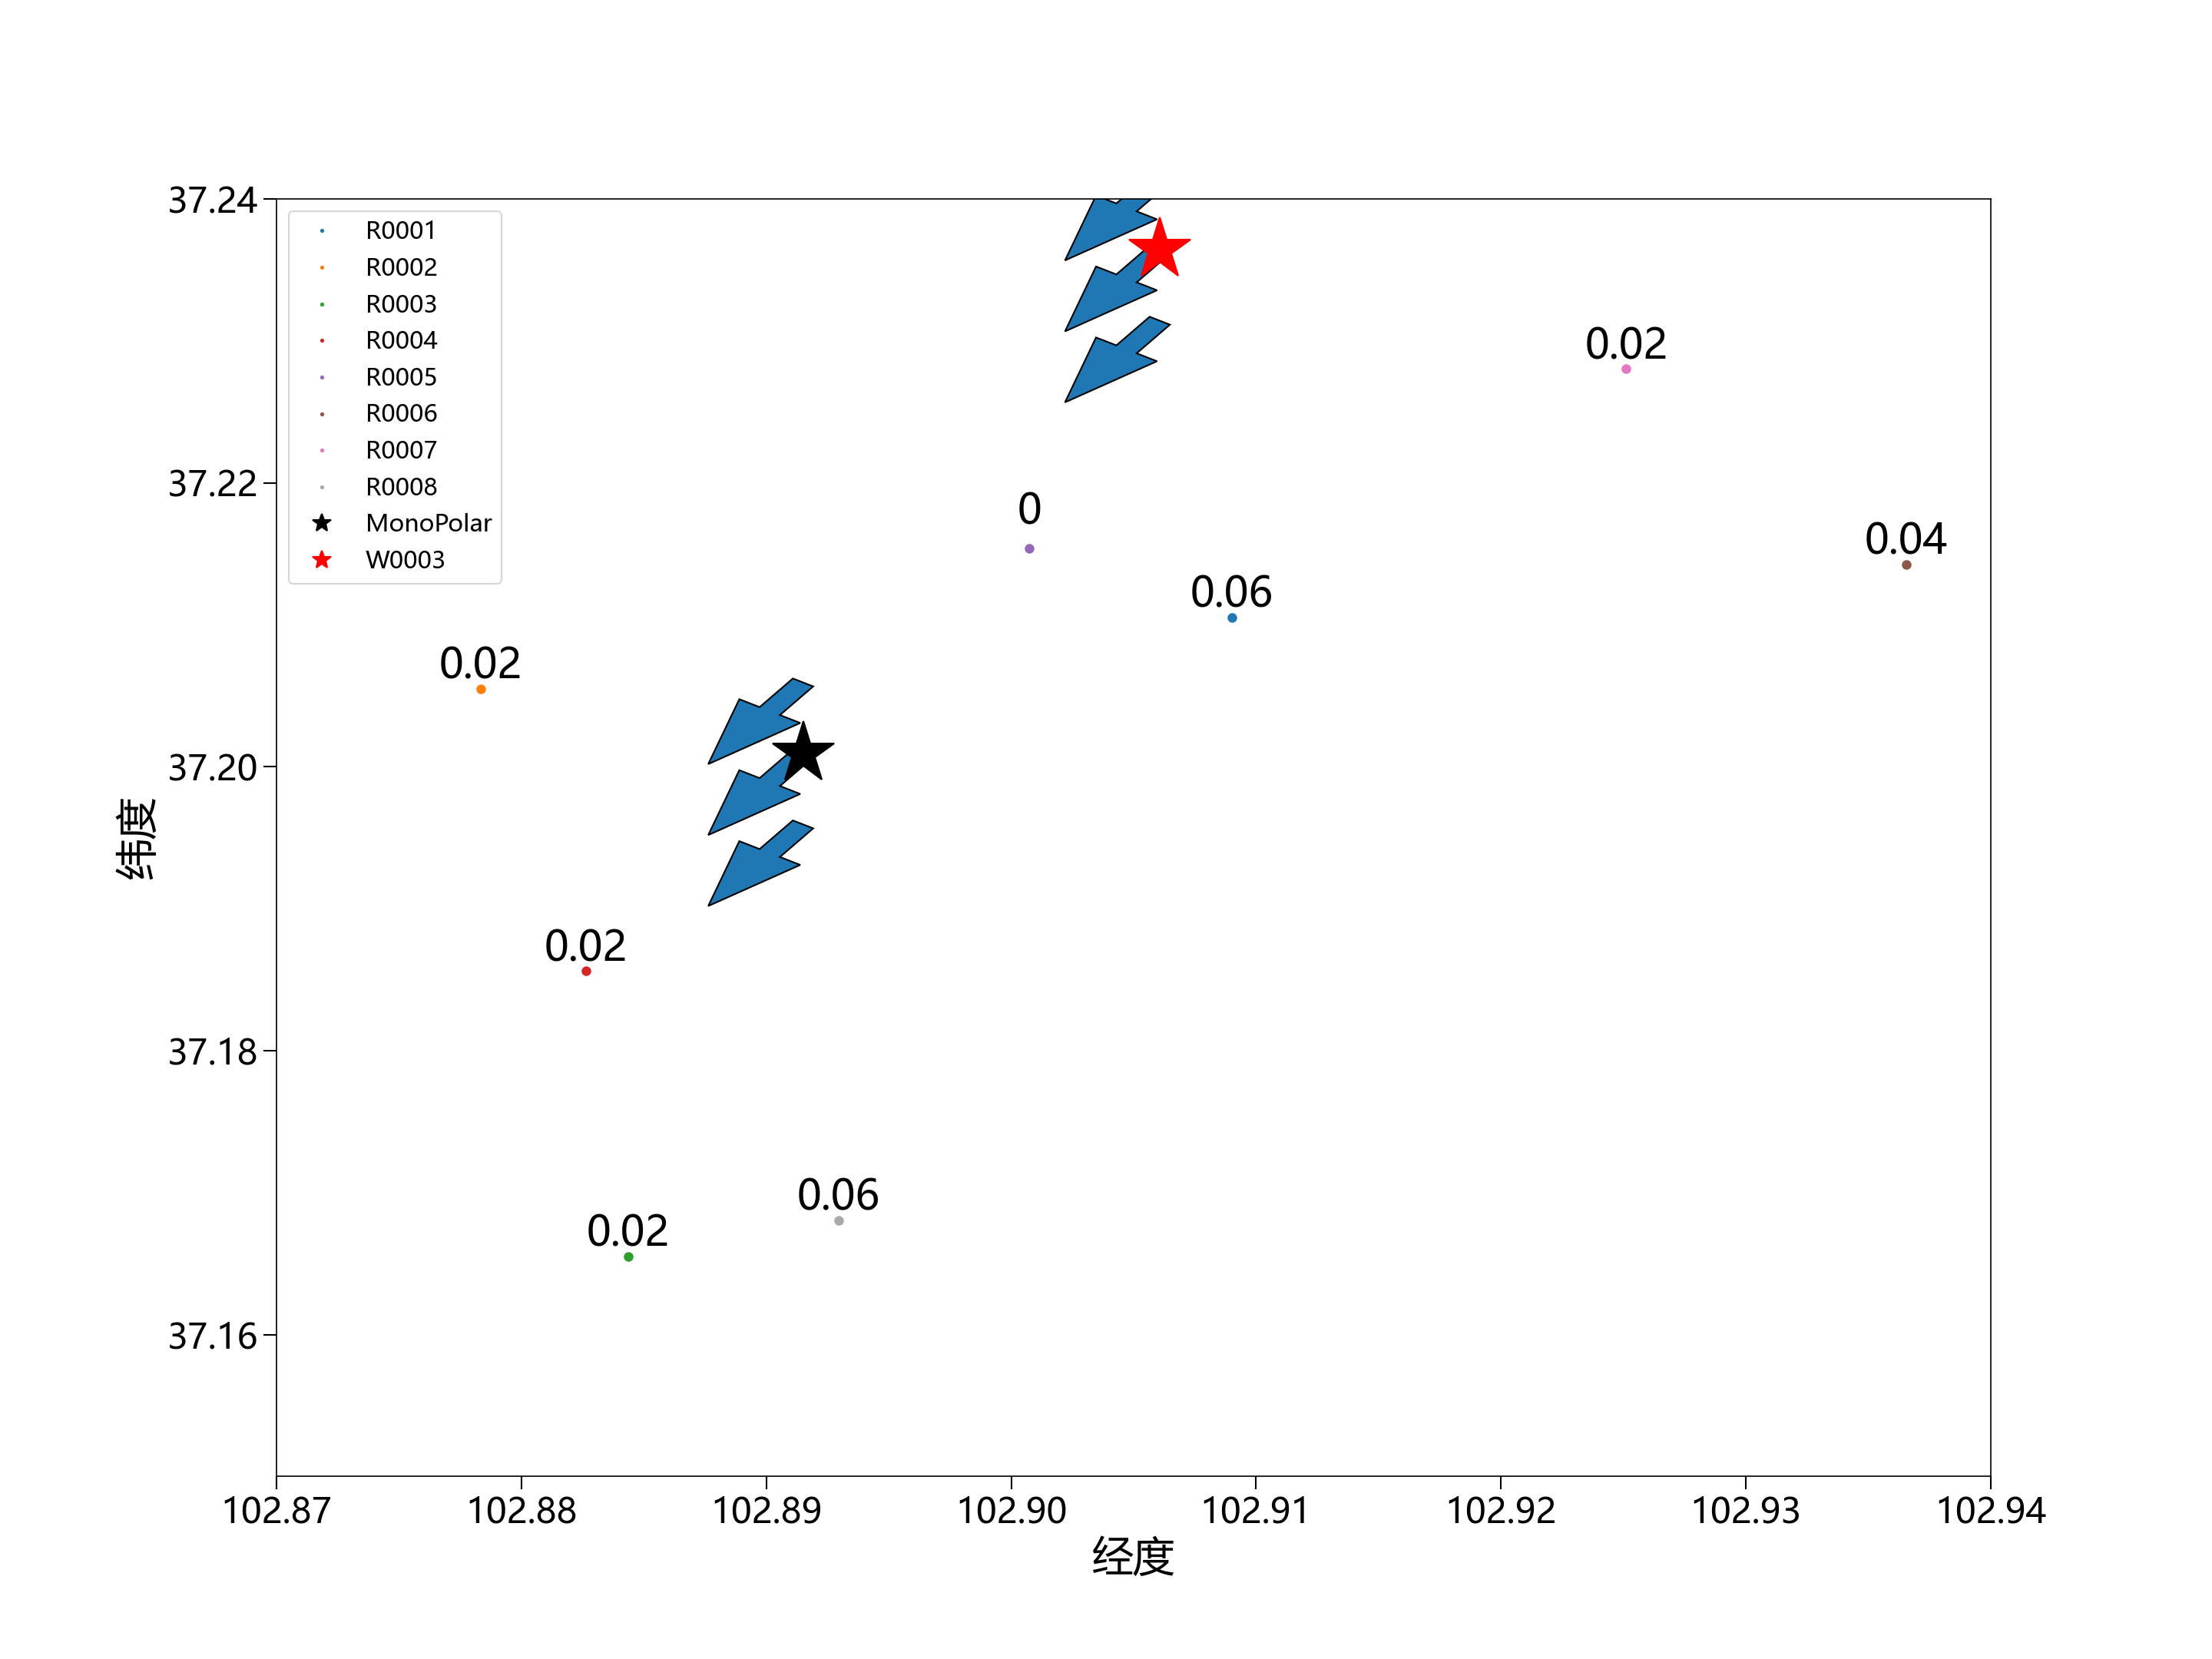 37.24
37.22
37.20
37.18
37.16
纬度
R0001
R0002
R0003
R0004
R0005
R0006
R0007
R0008
MonoPolar
W0003
0.02
0
0.04
0.06
0.02
0.02
0.06
0.02
102.87 102.88 102.89 102.90 102.91 102.92 102.93 102.94
经度